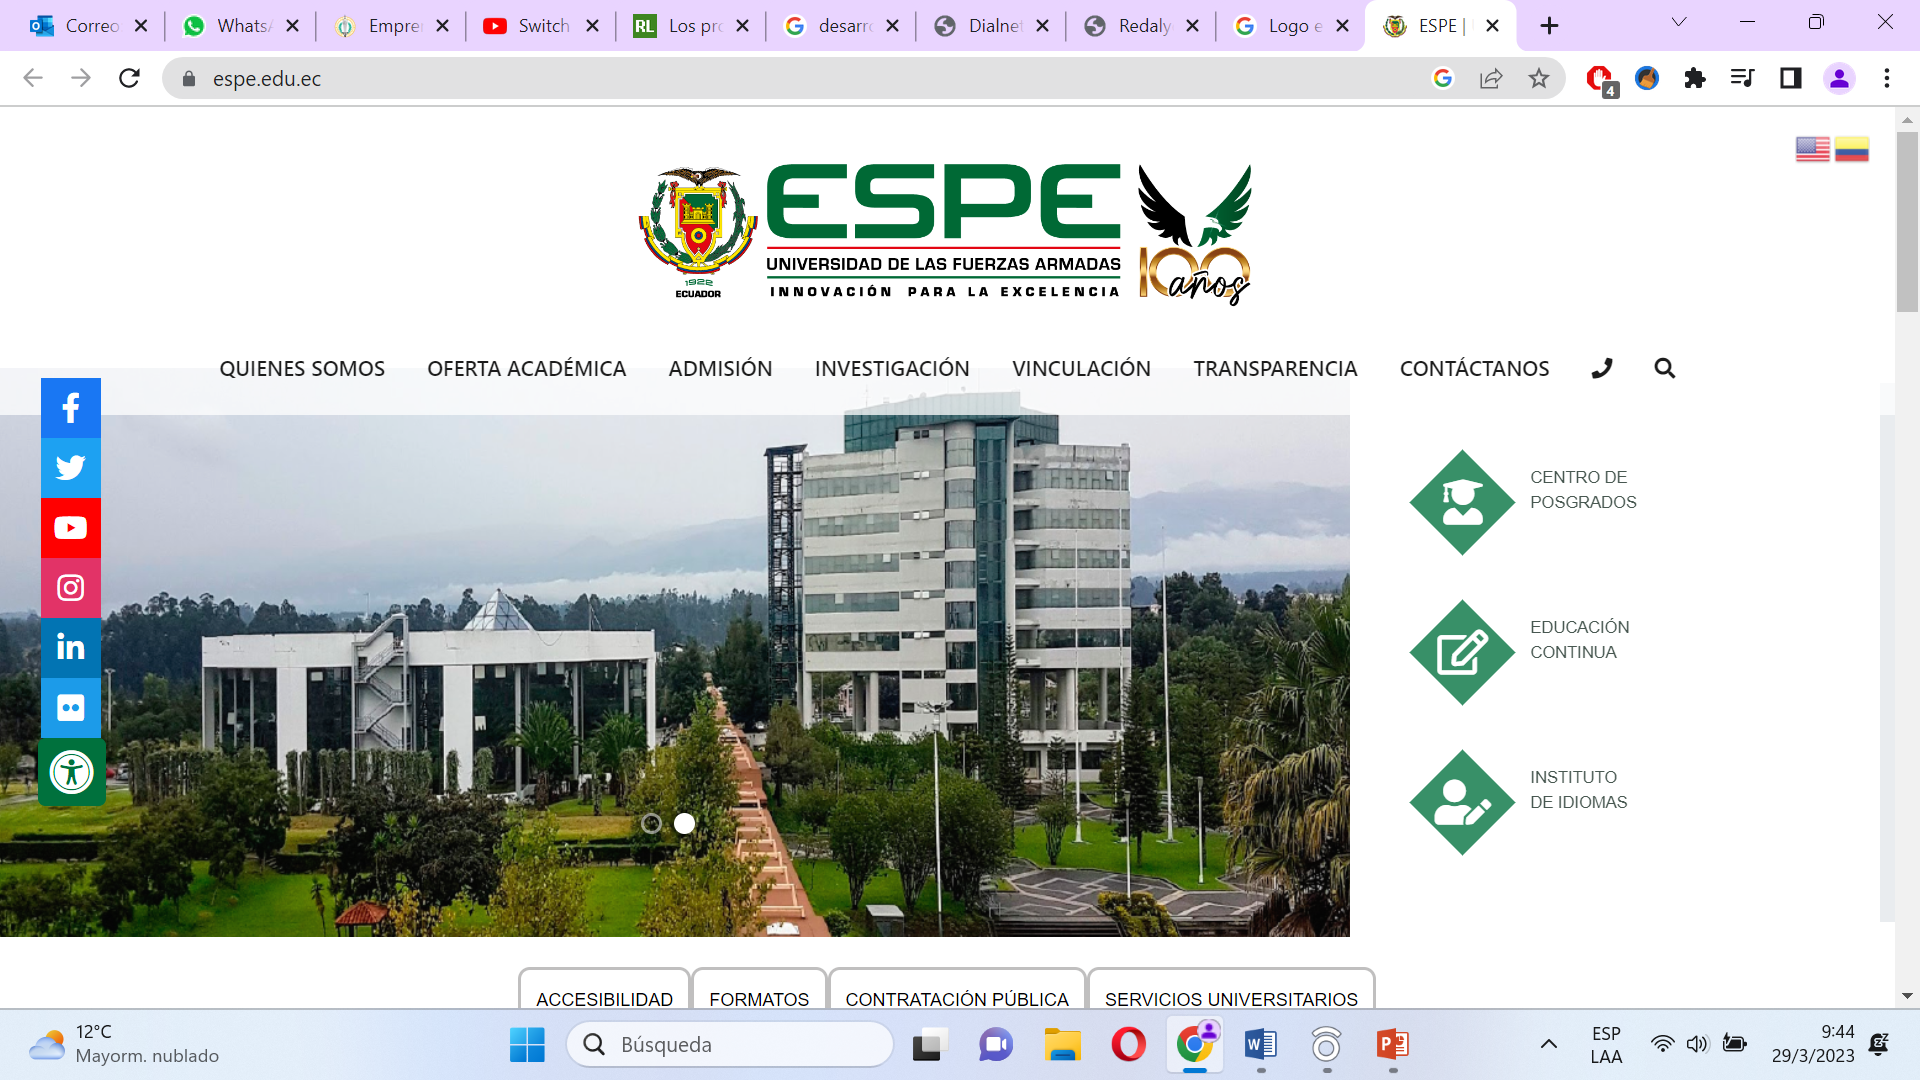 Correo
WhatsA
Empre
Switch
RL
Los pro
desarro
Dialnet
Redaly
Logo e
ESPE |
espe.edu.ec
4
ESPE
UNIVERSIDAD DE LAS FUERZAS ARMADAS
INNOVACIÓN PARA LA EXCELENCIA
1922
ECUADOR
100
años
QUIENES SOMOS
OFERTA ACADÉMICA
ADMISIÓN
INVESTIGACIÓN
VINCULACIÓN
TRANSPARENCIA
CONTÁCTANOS
CENTRO DE
POSGRADOS
EDUCACIÓN
CONTINUA
INSTITUTO
DE IDIOMAS
in
ACCESIBILIDAD
FORMATOS
CONTRATACIÓN PÚBLICA
SERVICIOS UNIVERSITARIOS
12°C
Mayorm. nublado
Búsqueda
ESP
LAA
9:44
29/3/2023